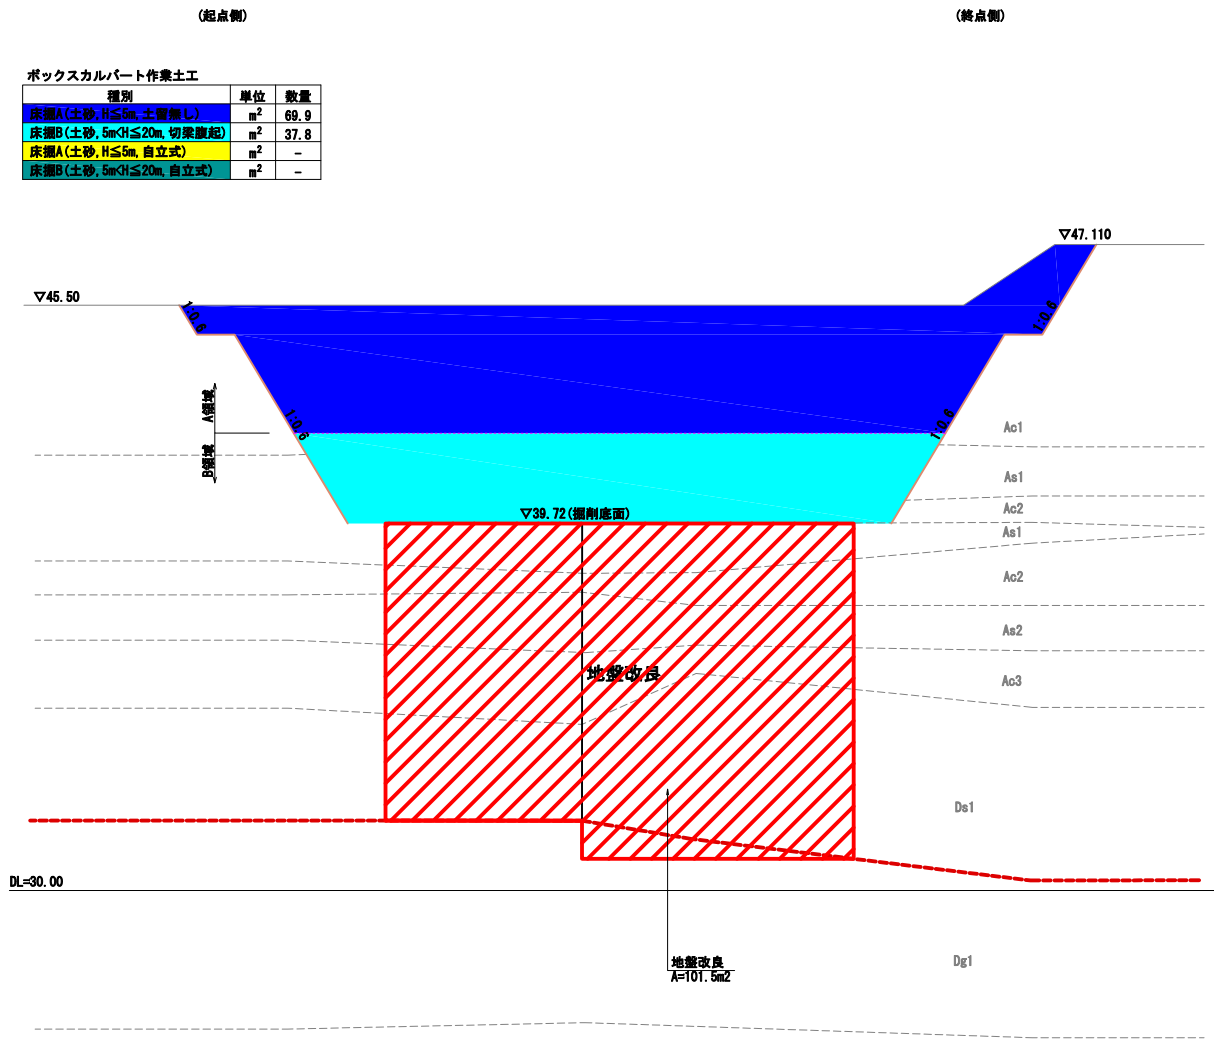 (起点側) (終点側)
ボックスカルバート作業土工
種別 単位 数量
床掘A(土砂,H≦5m,土留無し) m² 69.9
床掘B(土砂,5m<H≦20m,切梁腹起) m² 37.8
床掘A(土砂,H≦5m,自立式) m² -
床掘B(土砂,5m<H≦20m,自立式) m² -
▽47.110
▽45.50
1:0.6 1:0.6
A領域
1:0.6 1:0.6
B領域
Ac1
As1
Ac2
▽39.72(掘削底面)
As1
Ac2
As2
地盤改良
Ac3
Ds1
DL=30.00
地盤改良
A=101.5m2
Dg1